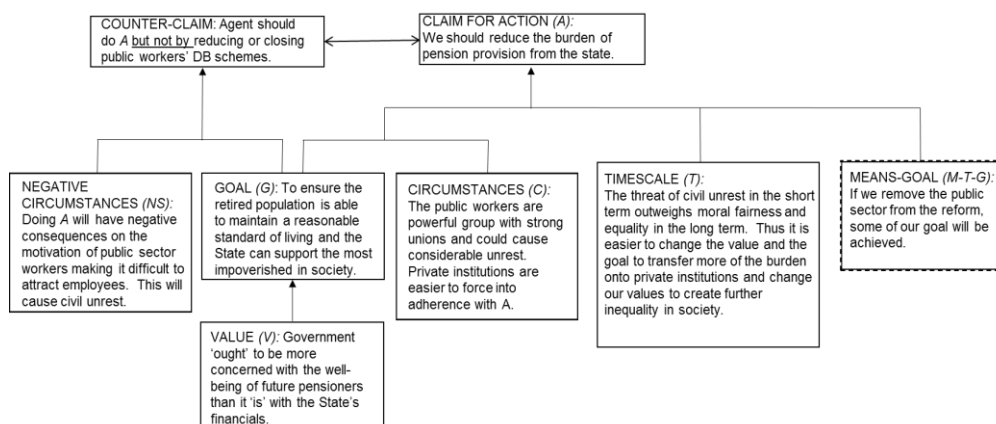 COUNTER-CLAIM: Agent should
do A but not by reducing or closing
public workers' DB schemes.
CLAIM FOR ACTION (A):
We should reduce the burden of
pension provision from the state.
NEGATIVE
CIRCUMSTANCES (NS):
Doing A will have negative
consequences on the
motivation of public sector
workers making it difficult to
attract employees. This will
cause civil unrest.
GOAL (G): To ensure the
retired population is able
to maintain a reasonable
standard of living and the
State can support the most
impoverished in society.
CIRCUMSTANCES (C):
The public workers are
powerful group with strong
unions and could cause
considerable unrest.
Private institutions are
easier to force into
adherence with A.
TIMESCALE (T):
The threat of civil unrest in the short
term outweighs moral fairness and
equality in the long term. Thus it is
easier to change the value and the
goal to transfer more of the burden
onto private institutions and change
our values to create further
inequality in society.
MEANS-GOAL (M-T-G):
If we remove the public
sector from the reform,
some of our goal will be
achieved.
VALUE (V): Government
'ought' to be more
concerned with the well-
being of future pensioners
than it 'is' with the State's
financials.